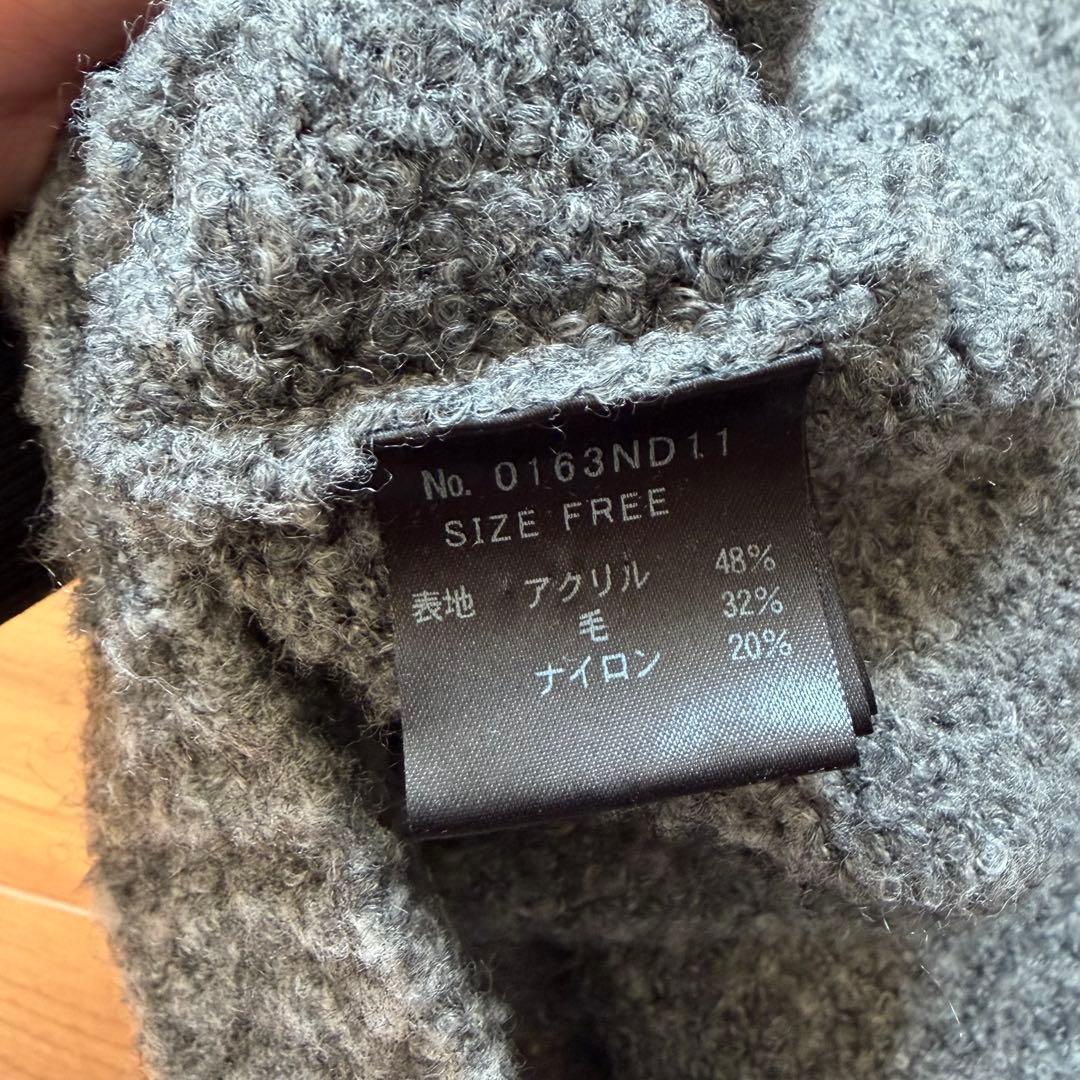 No. 0163ND11
SIZE FREE
表地 アクリル 48%
毛 32%
ナイロン 20%